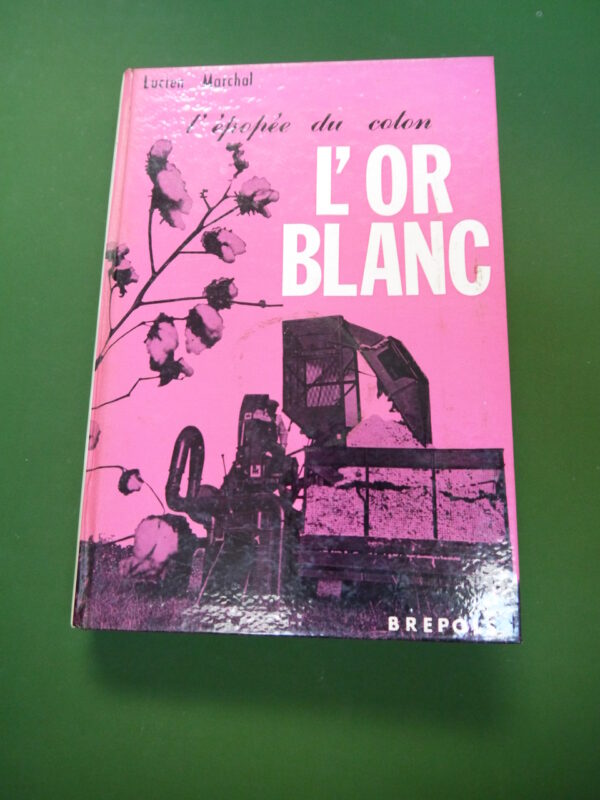 Lucien Marchal
l'épopée du coton
L'OR
BLANC
BREPOLS